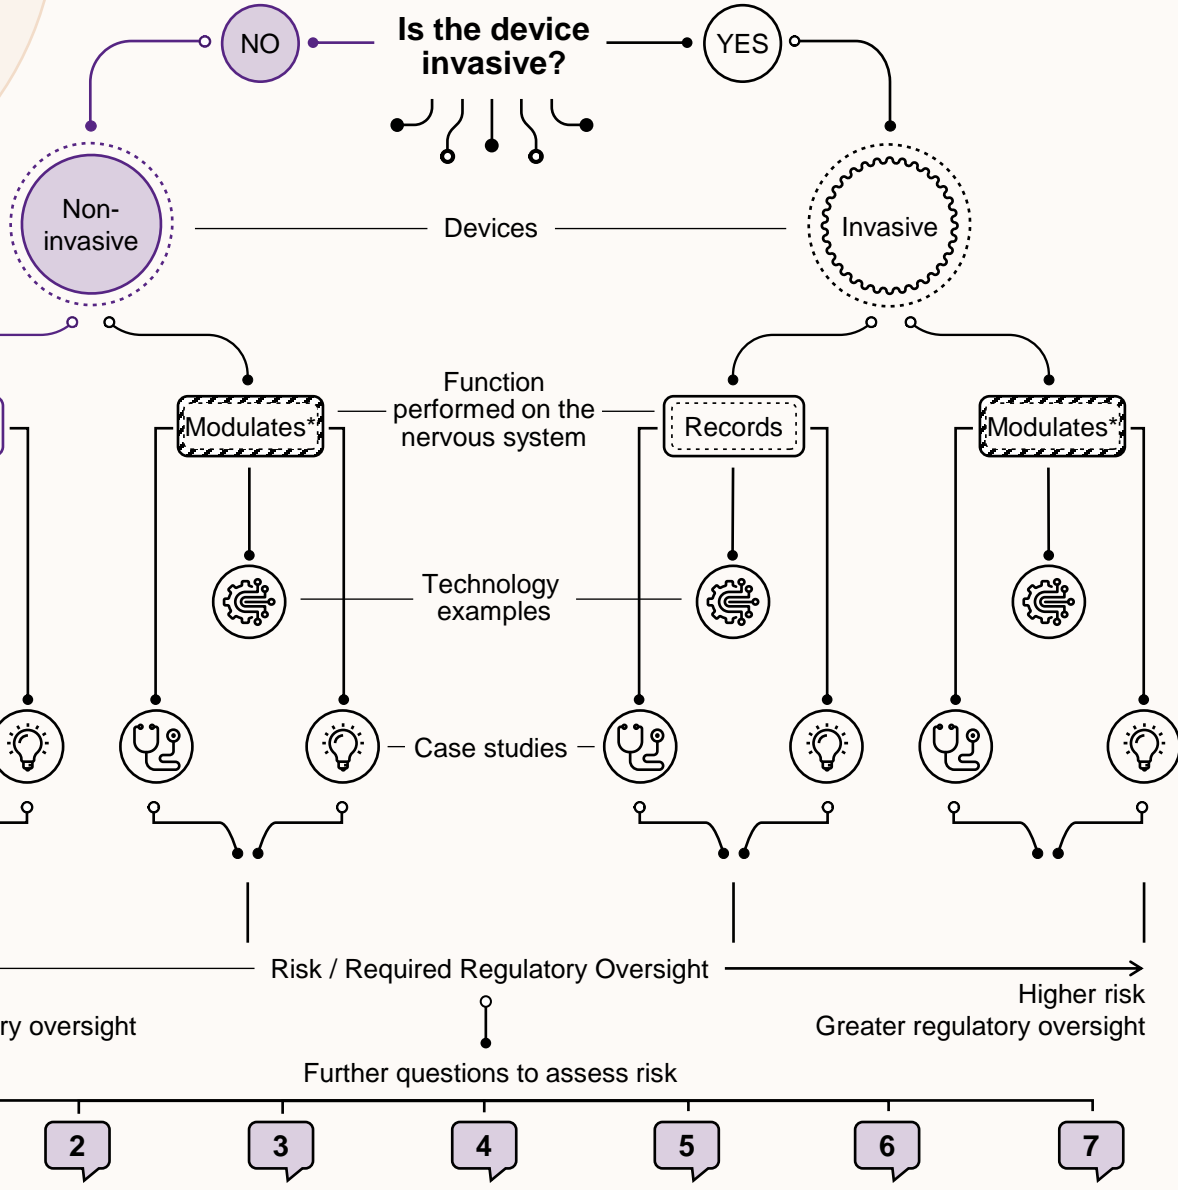 NO
Is the device
invasive?
YES
Non-
invasive
Devices
Invasive
Modulates*
Function
performed on the
nervous system
Records
Modulates*
Technology
examples
Case studies
Risk / Required Regulatory Oversight
Higher risk
ry oversight
Greater regulatory oversight
Further questions to assess risk
2
3
4
5
6
7